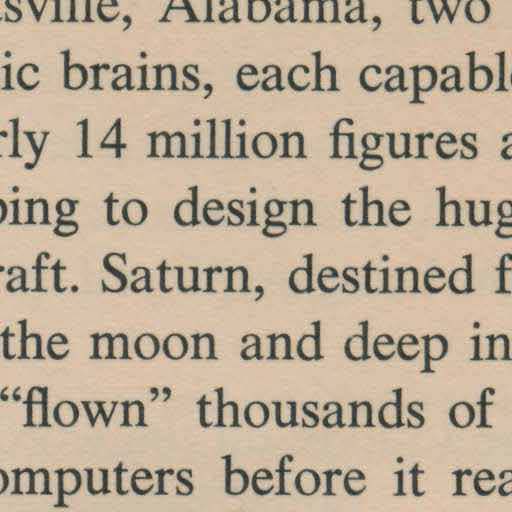 sville, Alabama, two
ic brains, each capabl
rly 14 million figures a
ping to design the hug
raft. Saturn, destined f
the moon and deep in
“flown” thousands of
omputers before it rea